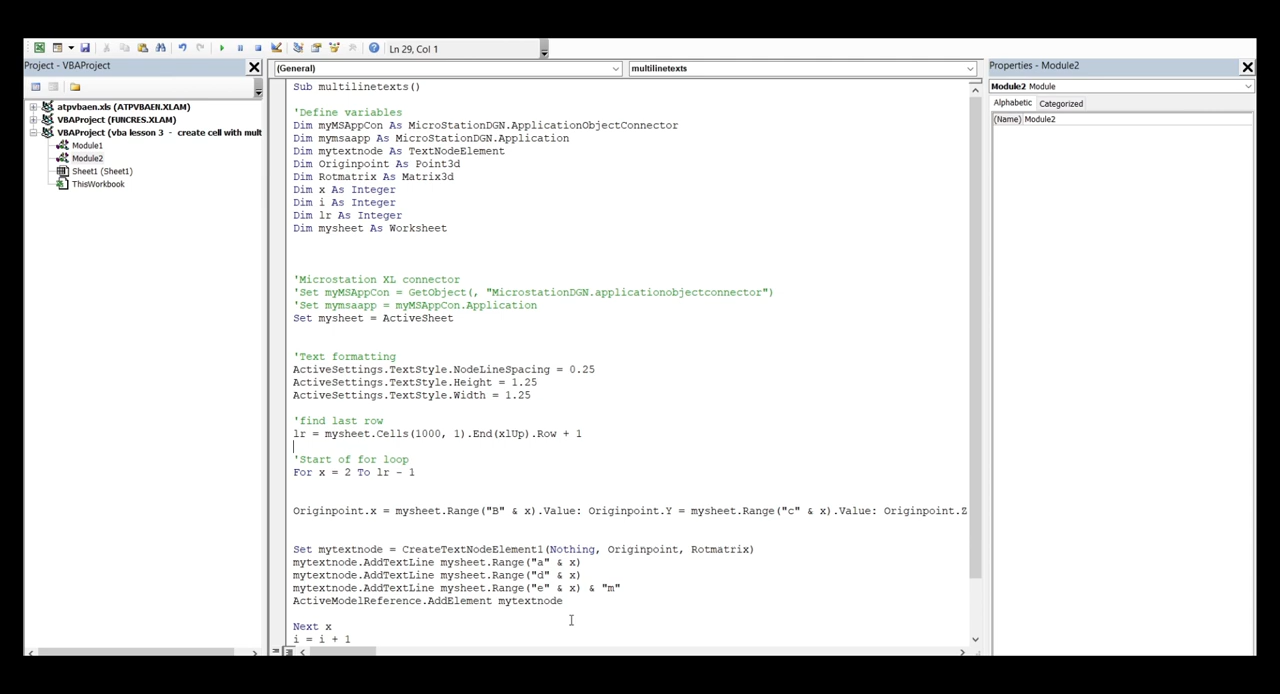 Ln 29, Col 1
Project - VBAProject
atpvbaen.xls (ATPVBAEN.XLAM)
VBAProject (FUNCRES.XLAM)
VBAProject (vba lesson 3 - create cell with mult
Module1
Module2
Sheet1 (Sheet1)
ThisWorkbook
(General)
multilinetexts
Sub multilinetexts()
'Define variables
Dim myMSAppCon As MicroStationDGN.ApplicationObjectConnector
Dim mymsaapp As MicroStationDGN.Application
Dim mytextnode As TextNodeElement
Dim Originpoint As Point3d
Dim Rotmatrix As Matrix3d
Dim x As Integer
Dim i As Integer
Dim lr As Integer
Dim mysheet As Worksheet
'Microstation XL connector
'Set myMSAppCon = GetObject(, "MicrostationDGN.applicationobjectconnector")
'Set mymsaapp = myMSAppCon.Application
Set mysheet = ActiveSheet
'Text formatting
ActiveSettings.TextStyle.NodeLineSpacing = 0.25
ActiveSettings.TextStyle.Height = 1.25
ActiveSettings.TextStyle.Width = 1.25
'find last row
lr = mysheet.Cells(1000, 1).End(xlUp).Row + 1
'Start of for loop
For x = 2 To lr - 1
Originpoint.x = mysheet.Range("B" & x).Value: Originpoint.Y = mysheet.Range("c" & x).Value: Originpoint.Z
Set mytextnode = CreateTextNodeElement1(Nothing, Originpoint, Rotmatrix)
mytextnode.AddTextLine mysheet.Range("a" & x)
mytextnode.AddTextLine mysheet.Range("d" & x)
mytextnode.AddTextLine mysheet.Range("e" & x) & "m"
ActiveModelReference.AddElement mytextnode
Next x
i = i + 1
Properties - Module2
Module2 Module
Alphabetic Categorized
(Name) Module2